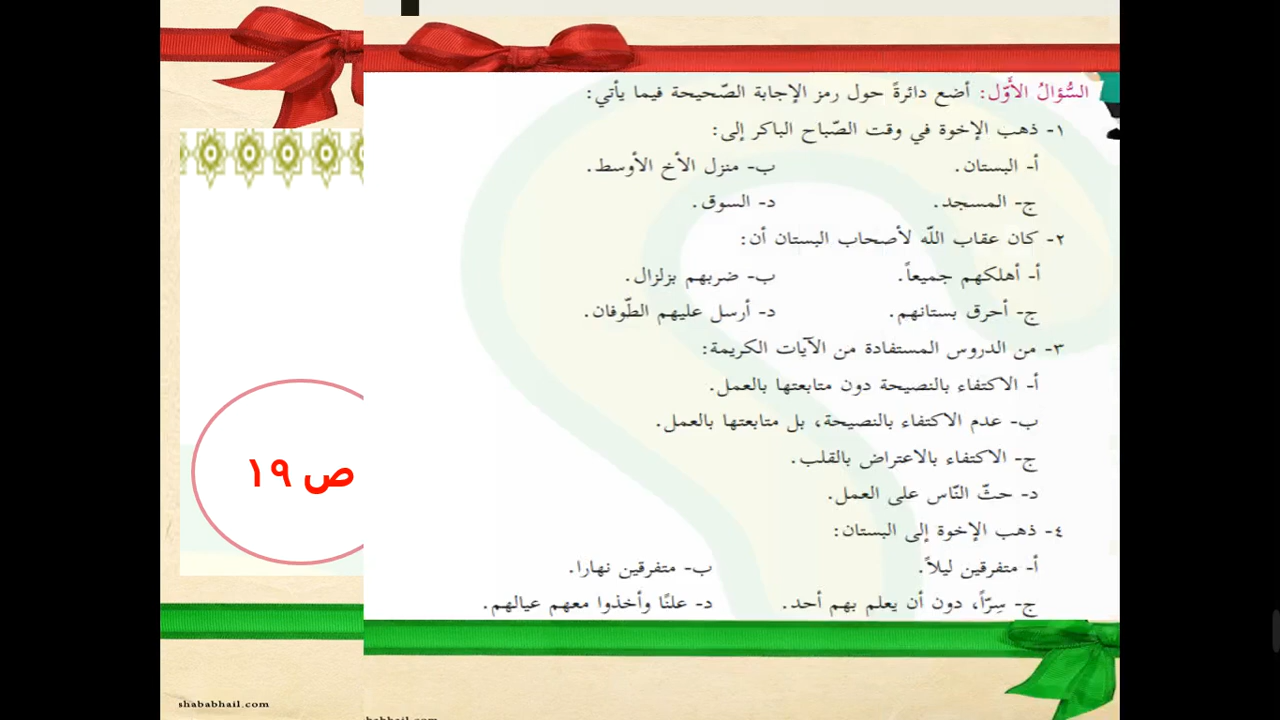 السُّؤالُ الأَوّل: أضع دائرةً حول رمز الإجابة الصّحيحة فيما يأتي:
١- ذهب الإخوة في وقت الصّباح الباكر إلى:
أ- البستان. ب- منزل الأخ الأوسط.
ج- المسجد. د- السوق.
٢- كان عقاب اللّه لأصحاب البستان أن:
أ- أهلكهم جميعاً. ب- ضربهم بزلزال.
ج- أحرق بستانهم. د- أرسل عليهم الطّوفان.
٣- من الدروس المستفادة من الآيات الكريمة:
أ- الاكتفاء بالنصيحة دون متابعتها بالعمل.
ب- عدم الاكتفاء بالنصيحة، بل متابعتها بالعمل.
ج- الاكتفاء بالاعتراض بالقلب.
د- حثّ النّاس على العمل.
٤- ذهب الإخوة إلى البستان:
أ- متفرقين ليلاً. ب- متفرقين نهارا.
ج- سِرّاً، دون أن يعلم بهم أحد. د- علنًا وأخذوا معهم عيالهم.
ص ١٩
shababhail.com